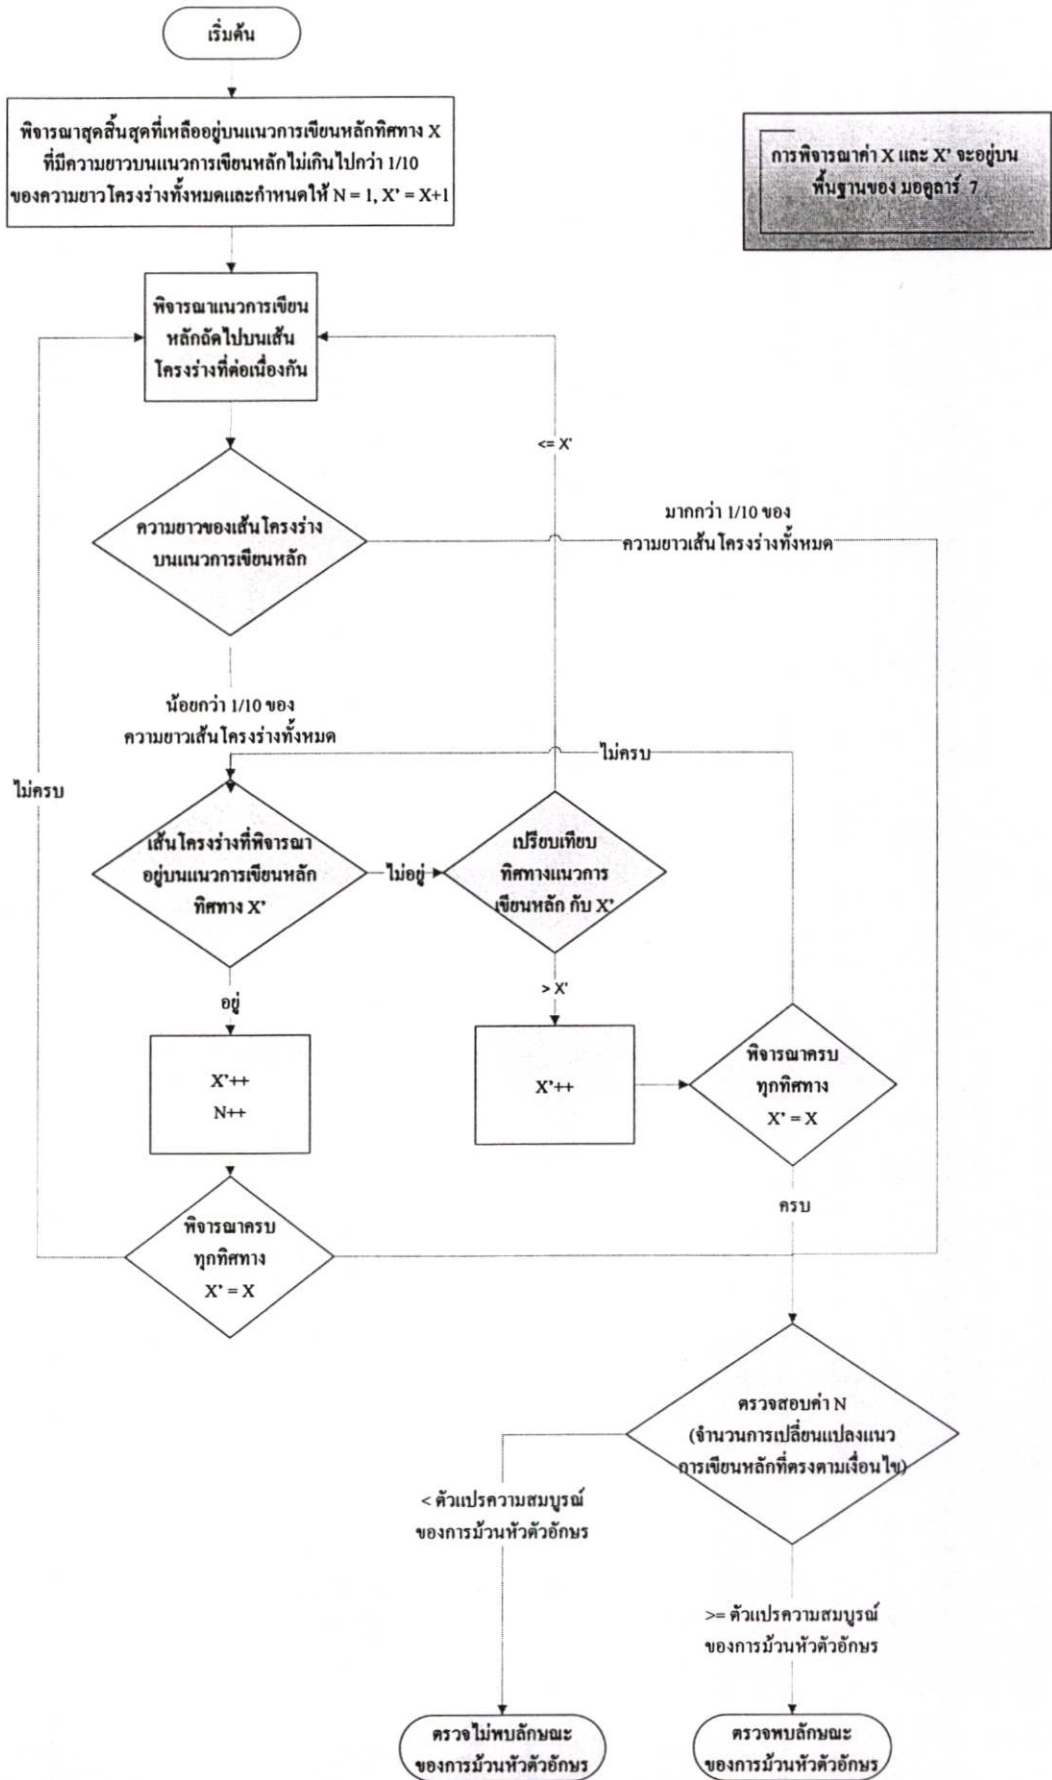 เริ่มต้น
พิจารณาสุดสิ้นสุดที่เหลืออยู่บนแนวการเขียนหลักทิศทาง X
ที่มีความยาวบนแนวการเขียนหลักไม่เกินไปกว่า 1/10
ของความยาวโครงร่างทั้งหมดและกำหนดให้ N = 1, X' = X+1
การพิจารณาค่า X และ X' จะอยู่บน
พื้นฐานของ มอดูลาร์ 7
พิจารณาแนวการเขียน
หลักถัดไปบนเส้น
โครงร่างที่ต่อเนื่องกัน
<= X'
ความยาวของเส้นโครงร่าง
บนแนวการเขียนหลัก
มากกว่า 1/10 ของ
ความยาวเส้นโครงร่างทั้งหมด
น้อยกว่า 1/10 ของ
ความยาวเส้นโครงร่างทั้งหมด
ไม่ครบ
ไม่ครบ
เส้นโครงร่างที่พิจารณา
อยู่บนแนวการเขียนหลัก
ทิศทาง X'
ไม่อยู่
เปรียบเทียบ
ทิศทางแนวการ
เขียนหลัก กับ X'
อยู่
> X'
X'++
N++
X'++
พิจารณาครบ
ทุกทิศทาง
X' = X
ครบ
พิจารณาครบ
ทุกทิศทาง
X' = X
ตรวจสอบค่า N
(จำนวนการเปลี่ยนแปลงแนว
การเขียนหลักที่ตรงตามเงื่อนไข)
< ตัวแปรความสมบูรณ์
ของการม้วนหัวตัวอักษร
>= ตัวแปรความสมบูรณ์
ของการม้วนหัวตัวอักษร
ตรวจไม่พบลักษณะ
ของการม้วนหัวตัวอักษร
ตรวจพบลักษณะ
ของการม้วนหัวตัวอักษร